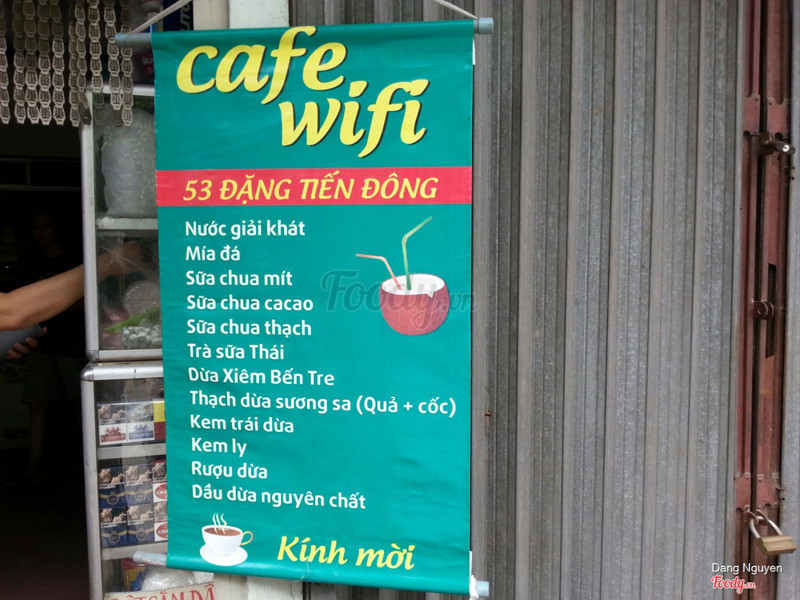 cafe
wifi
53 ĐẶNG TIẾN ĐÔNG
Nước giải khát
Mía đá
Sữa chua mít
Sữa chua cacao
Sữa chua thạch
Trà sữa Thái
Dừa Xiêm Bến Tre
Thạch dừa sương sa (Quả + cốc)
Kem trái dừa
Kem ly
Rượu dừa
Dầu dừa nguyên chất
Kính mời
Foody.vn
Dang Nguyen
Foody.vn